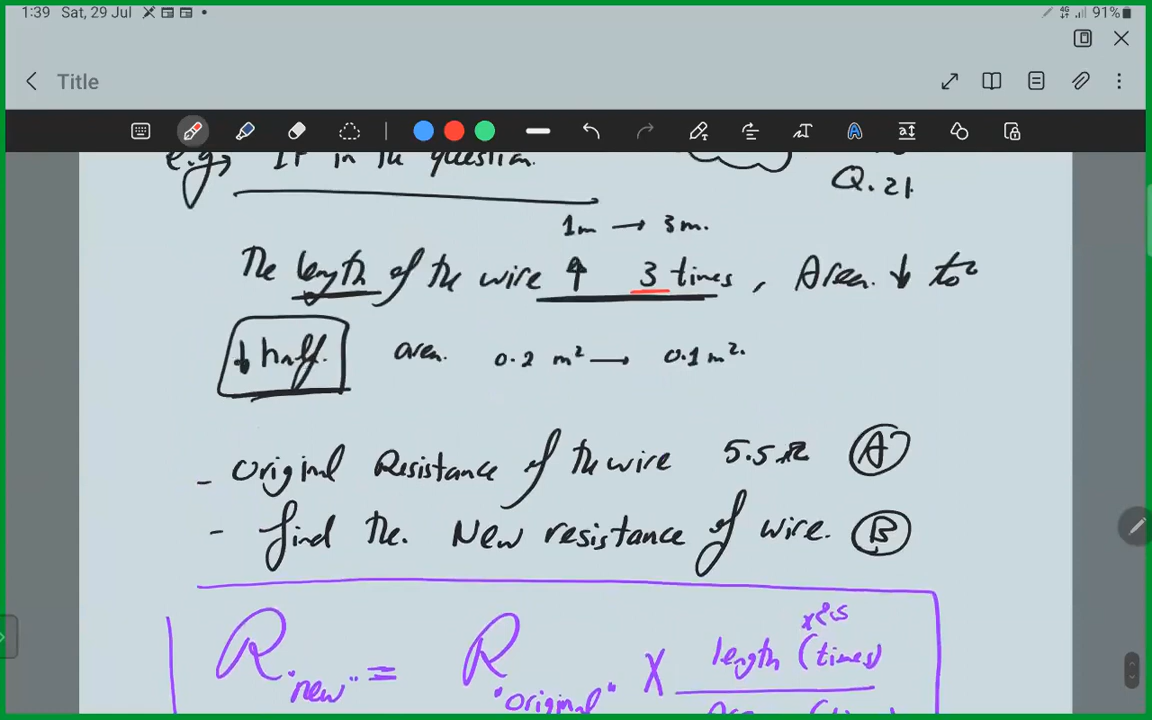 1:39 Sat, 29 Jul 4G 91%
Title
e.g → If in the question.
Q.21
1m → 3m.
The length of the wire ↑ 3 times, Area. ↓ to
↓ half. area. 0.2 m² → 0.1 m².
- Original Resistance of the wire 5.5 Ω (A)
- find the. New resistance of wire. (B)
R "new" = R "original" X length (times)